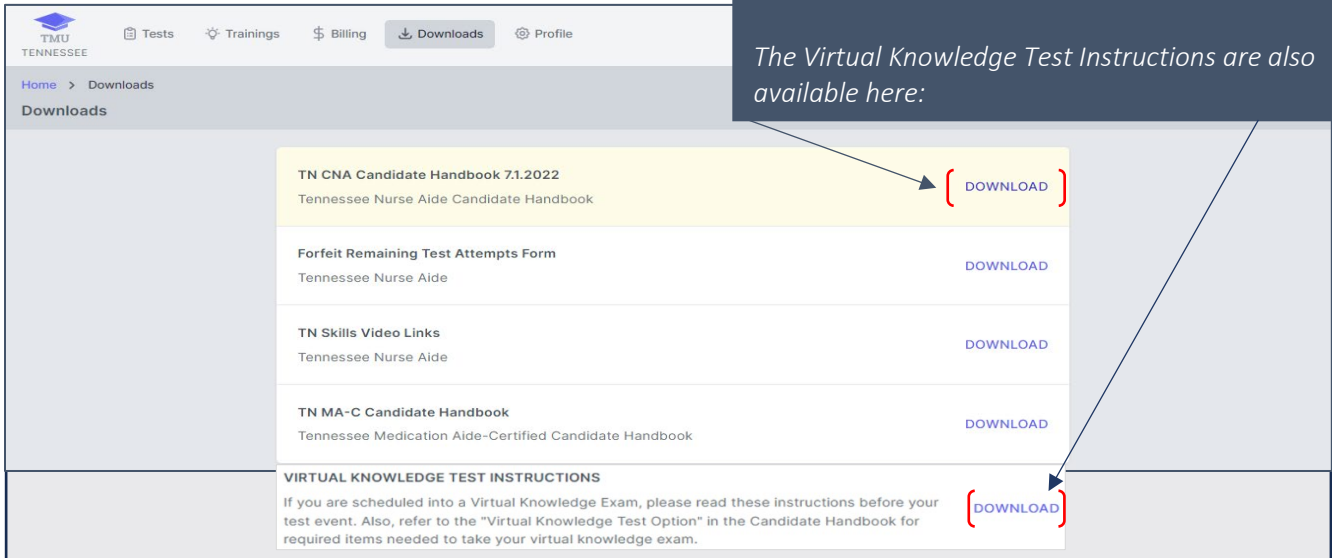 TMU
TENNESSEE
Tests
Trainings
Billing
Downloads
Profile
The Virtual Knowledge Test Instructions are also
available here:
Home > Downloads
Downloads
TN CNA Candidate Handbook 7.1.2022
Tennessee Nurse Aide Candidate Handbook
DOWNLOAD
Forfeit Remaining Test Attempts Form
Tennessee Nurse Aide
DOWNLOAD
TN Skills Video Links
Tennessee Nurse Aide
DOWNLOAD
TN MA-C Candidate Handbook
Tennessee Medication Aide-Certified Candidate Handbook
DOWNLOAD
VIRTUAL KNOWLEDGE TEST INSTRUCTIONS
If you are scheduled into a Virtual Knowledge Exam, please read these instructions before your
test event. Also, refer to the "Virtual Knowledge Test Option" in the Candidate Handbook for
required items needed to take your virtual knowledge exam.
DOWNLOAD